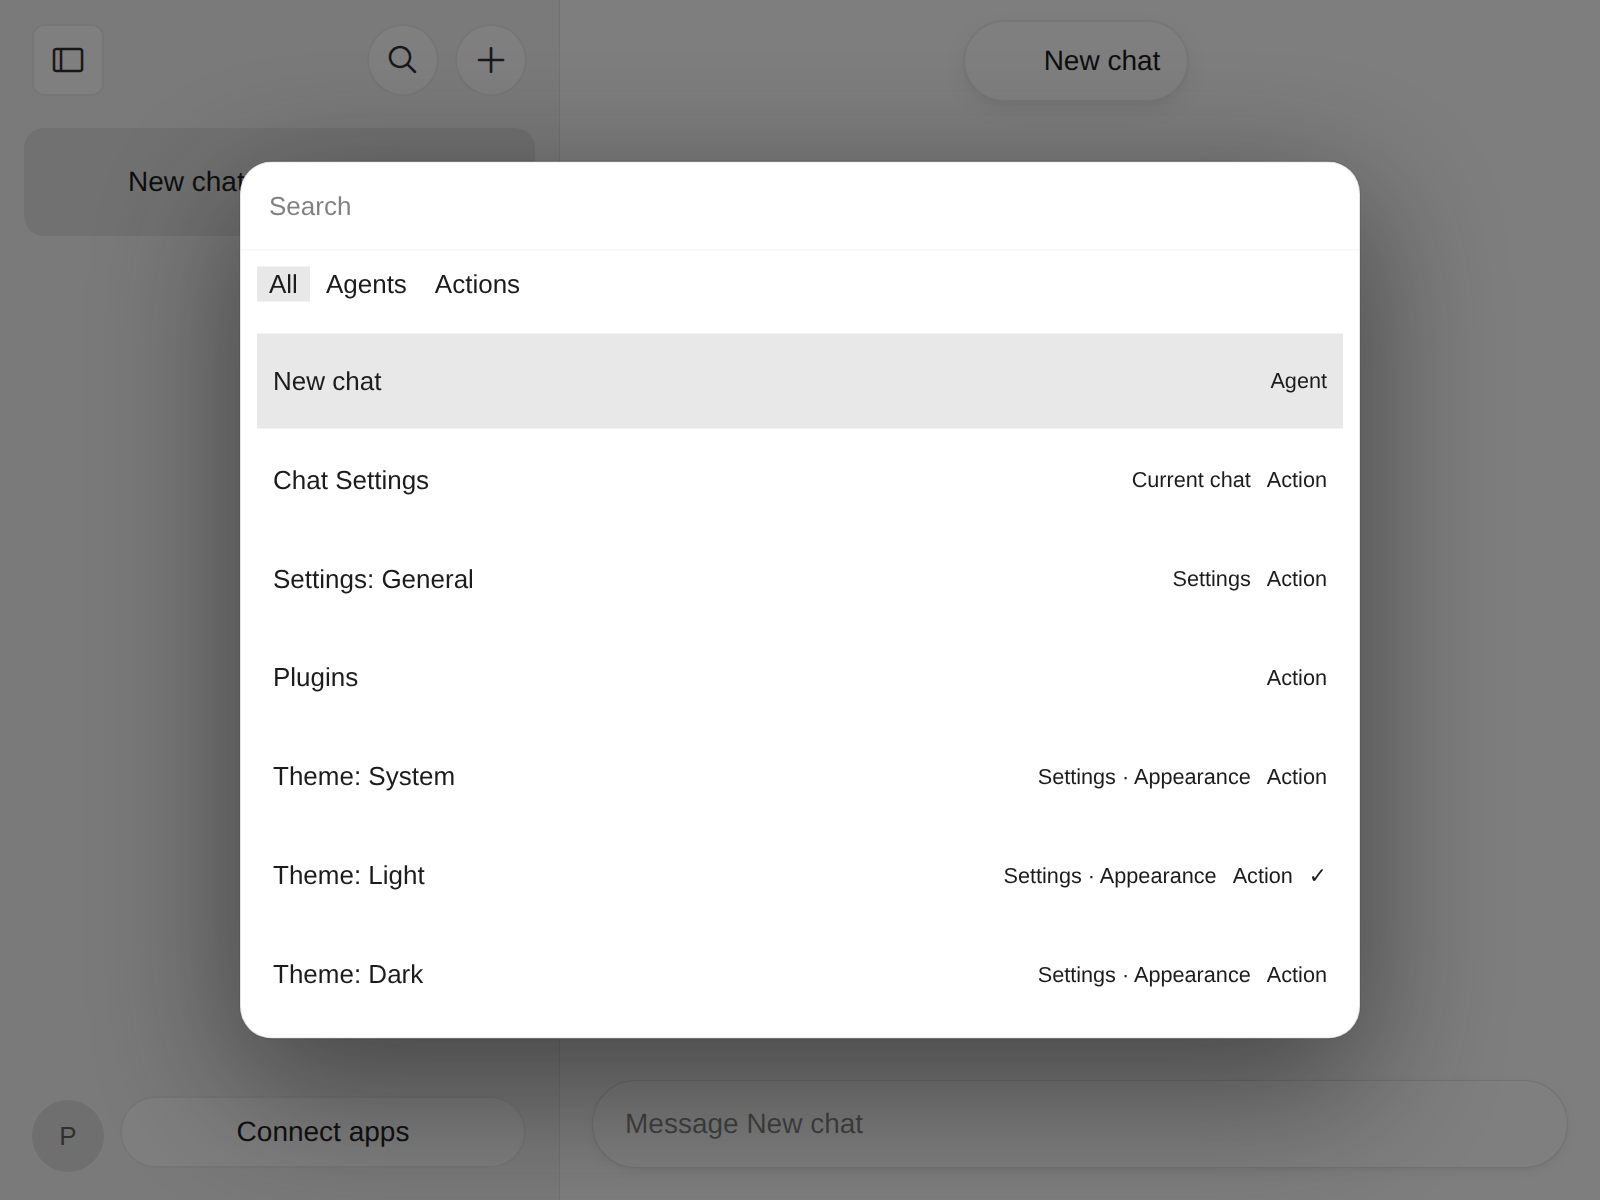 New chat
New chat
Search
All Agents Actions
New chat Agent
Chat Settings Current chat Action
Settings: General Settings Action
Plugins Action
Theme: System Settings · Appearance Action
Theme: Light Settings · Appearance Action ✓
Theme: Dark Settings · Appearance Action
P Connect apps
Message New chat